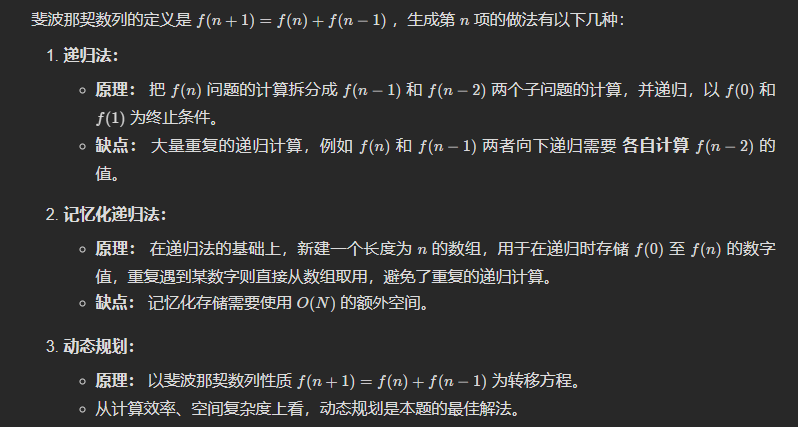 斐波那契数列的定义是 f(n + 1) = f(n) + f(n − 1) ，生成第 n 项的做法有以下几种：
1. 递归法：
◦ 原理： 把 f(n) 问题的计算拆分成 f(n − 1) 和 f(n − 2) 两个子问题的计算，并递归，以 f(0) 和
f(1) 为终止条件。
◦ 缺点： 大量重复的递归计算，例如 f(n) 和 f(n − 1) 两者向下递归需要 各自计算 f(n − 2) 的
值。
2. 记忆化递归法：
◦ 原理： 在递归法的基础上，新建一个长度为 n 的数组，用于在递归时存储 f(0) 至 f(n) 的数字
值，重复遇到某数字则直接从数组取用，避免了重复的递归计算。
◦ 缺点： 记忆化存储需要使用 O(N) 的额外空间。
3. 动态规划：
◦ 原理： 以斐波那契数列性质 f(n + 1) = f(n) + f(n − 1) 为转移方程。
◦ 从计算效率、空间复杂度上看，动态规划是本题的最佳解法。